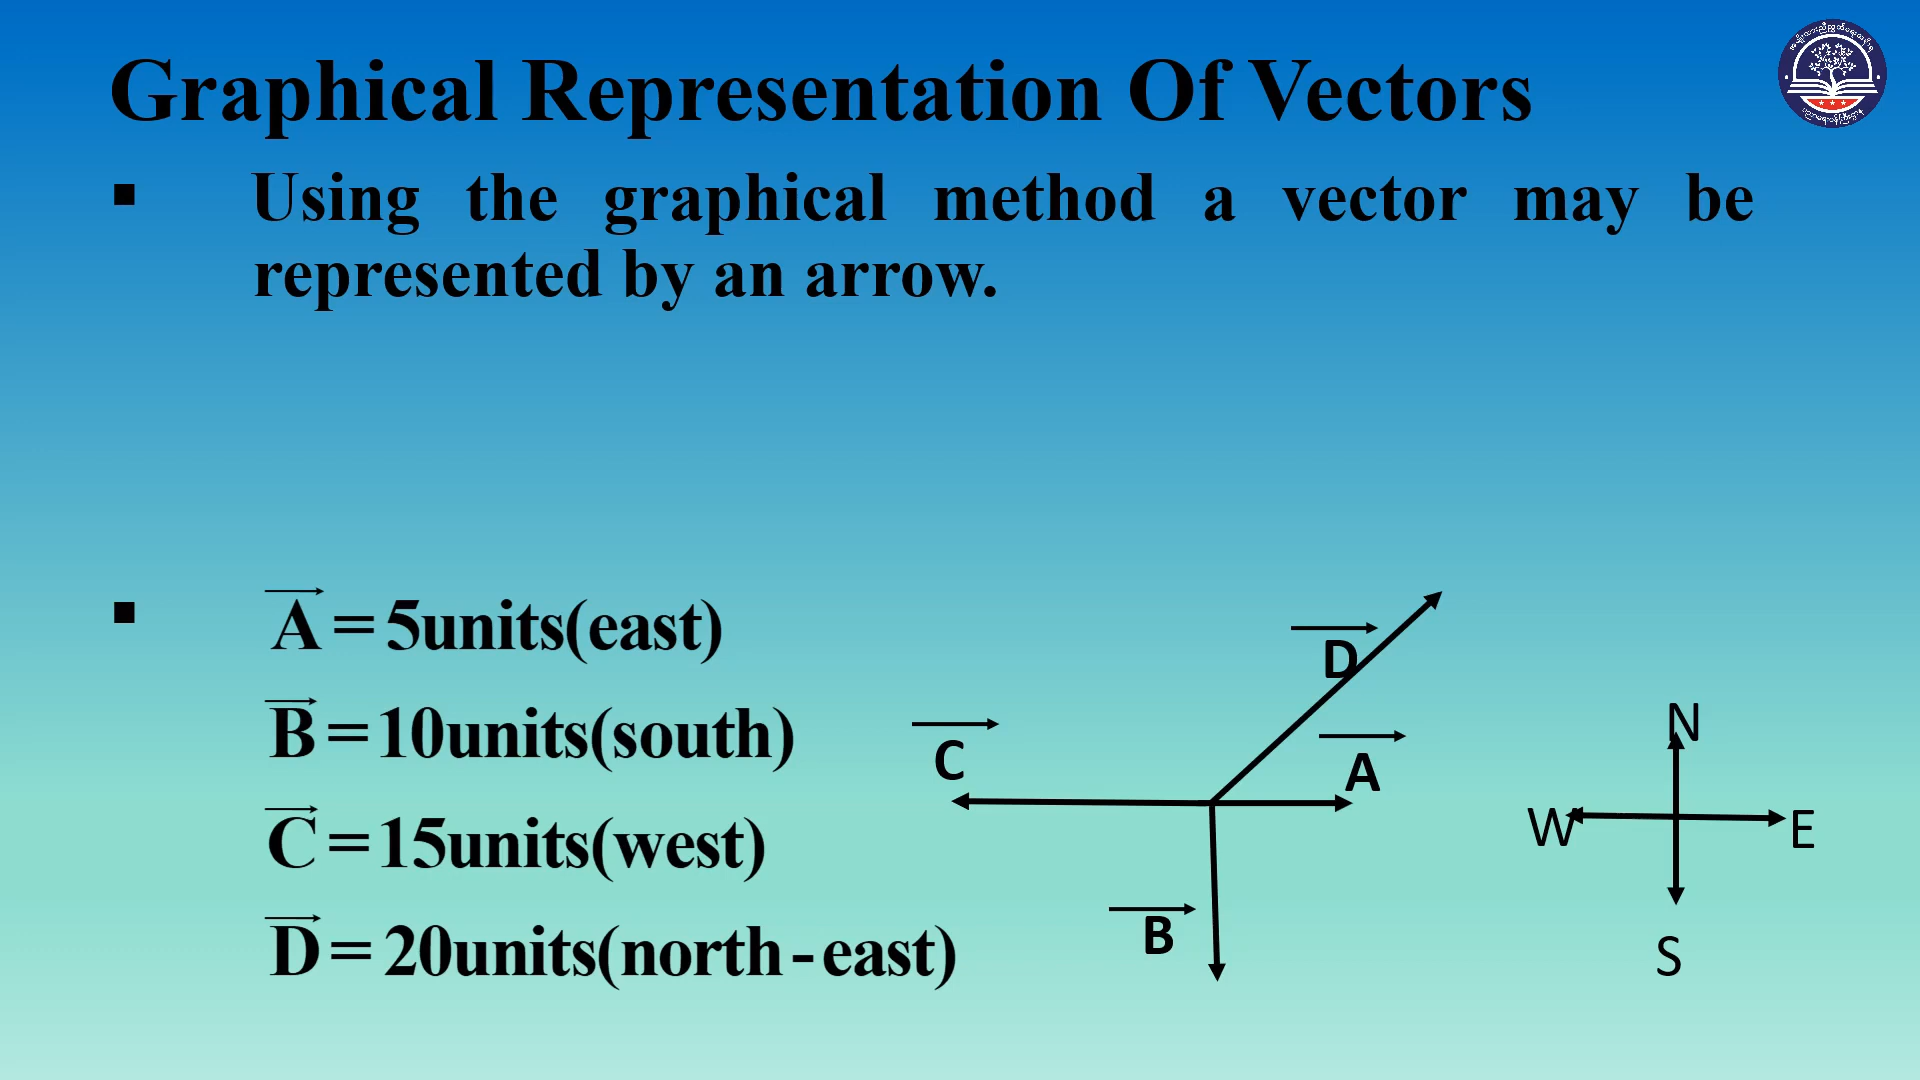 Graphical Representation Of Vectors
▪ Using the graphical method a vector may be
represented by an arrow.
▪ A⃗ = 5units(east)
B⃗ = 10units(south)
C⃗ = 15units(west)
D⃗ = 20units(north-east)
D
A
C
B
N
W
E
S